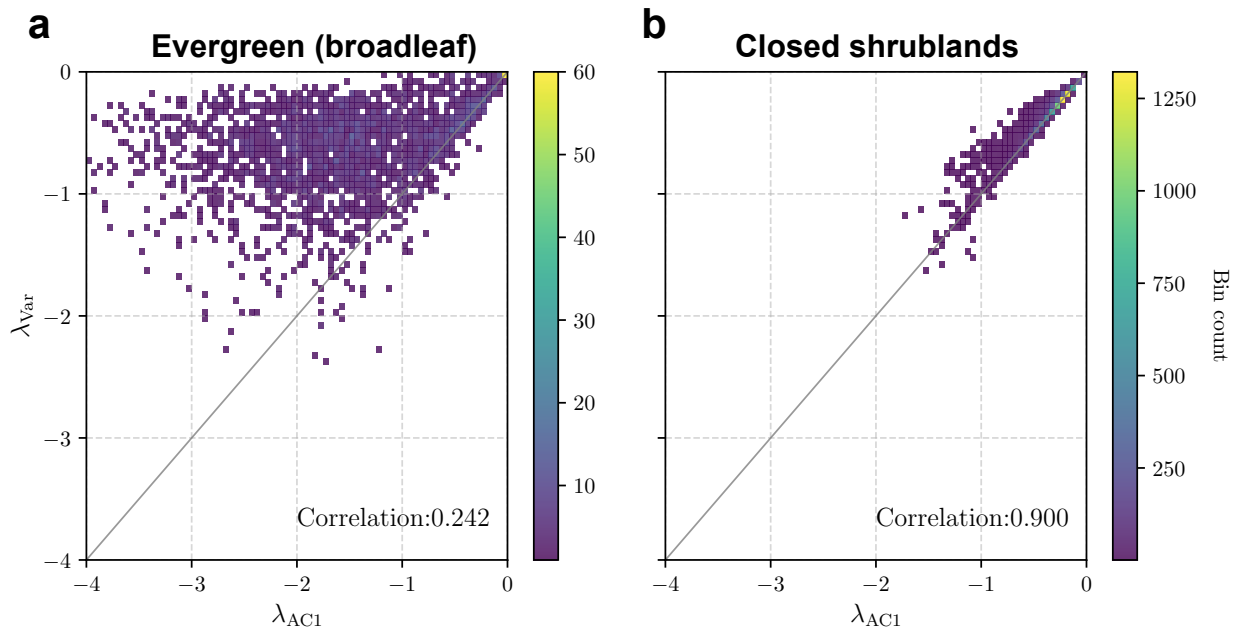 a
Evergreen (broadleaf)
0
−1
−2
−3
−4
λVar
−4
−3
−2
−1
0
λAC1
Correlation:0.242
60
50
40
30
20
10
b
Closed shrublands
−4
−3
−2
−1
0
λAC1
Correlation:0.900
1250
1000
750
500
250
Bin count